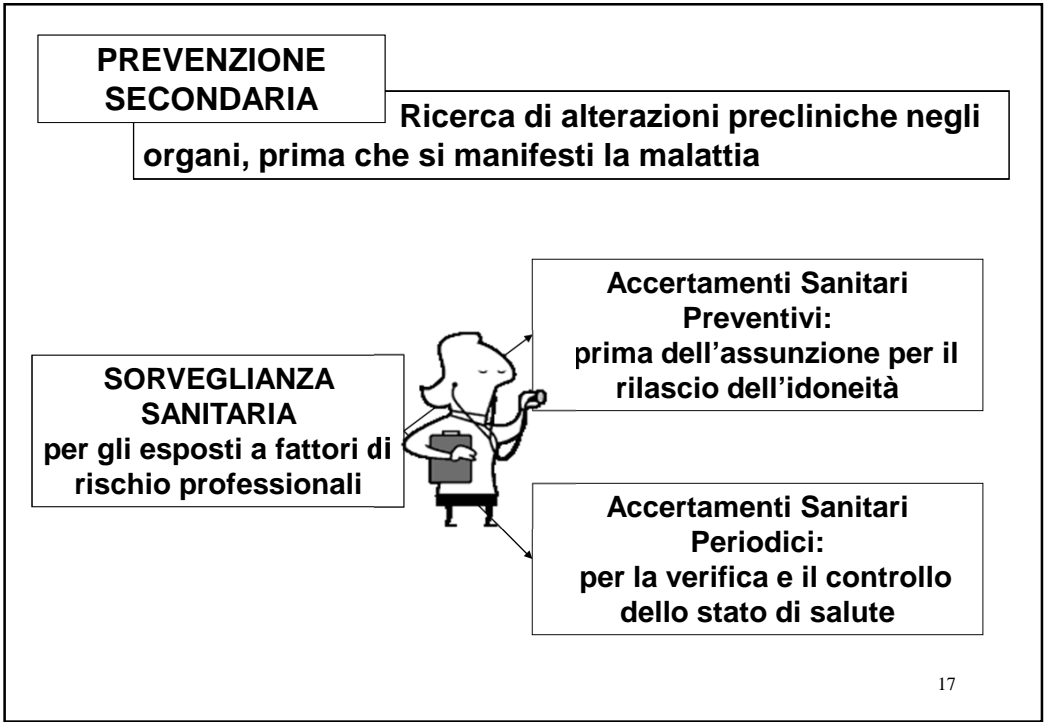 PREVENZIONE
SECONDARIA
Ricerca di alterazioni precliniche negli
organi, prima che si manifesti la malattia
SORVEGLIANZA
SANITARIA
per gli esposti a fattori di
rischio professionali
Accertamenti Sanitari
Preventivi:
prima dell’assunzione per il
rilascio dell’idoneità
Accertamenti Sanitari
Periodici:
per la verifica e il controllo
dello stato di salute
17